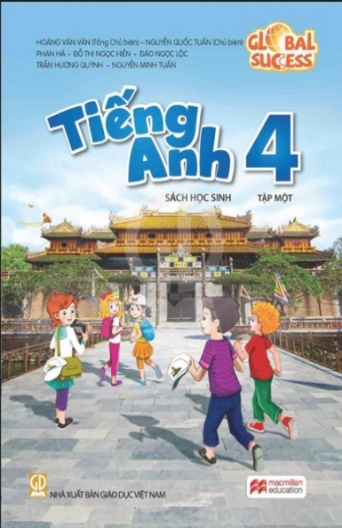 HOÀNG VĂN VÂN (Tổng Chủ biên) – NGUYỄN QUỐC TUẤN (Chủ biên)
PHAN HÀ – ĐỖ THỊ NGỌC HIỀN – ĐÀO NGỌC LỘC
TRẦN HƯƠNG QUỲNH – NGUYỄN MINH TUẤN
GLOBAL
SUCCESS
Tiếng
Anh 4
SÁCH HỌC SINH TẬP MỘT
GD
NHÀ XUẤT BẢN GIÁO DỤC VIỆT NAM
macmillan
education